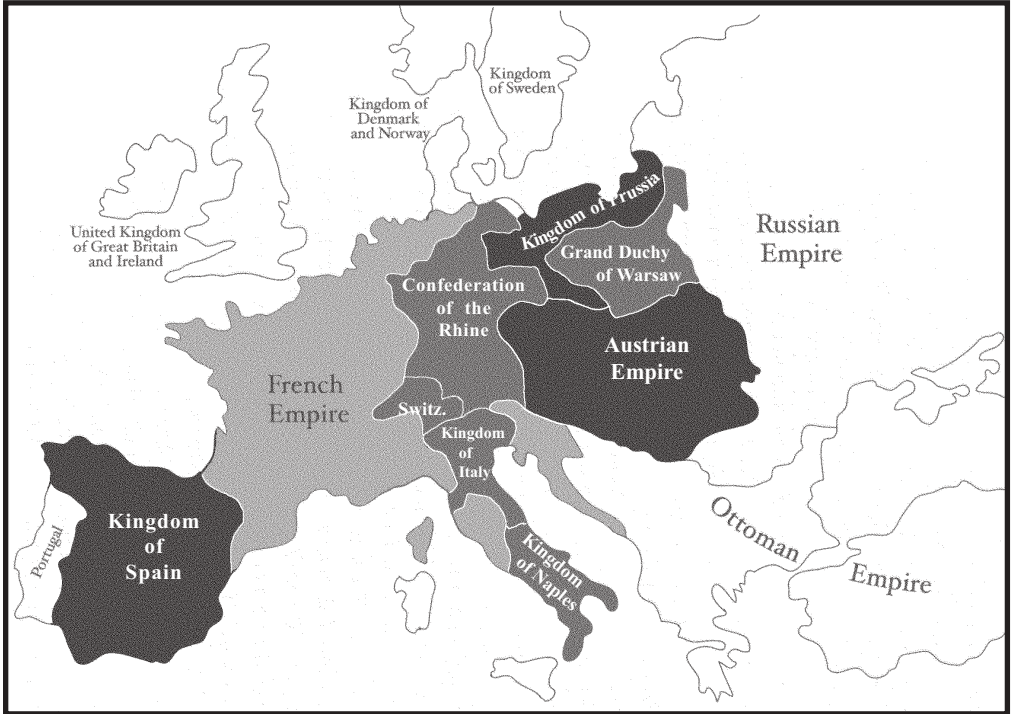 Kingdom
of Sweden
Kingdom of
Denmark
and Norway
United Kingdom
of Great Britain
and Ireland
Kingdom of Prussia
Russian
Empire
Grand Duchy
of Warsaw
Confederation
of the
Rhine
Austrian
Empire
French
Empire
Switz.
Kingdom
of
Italy
Kingdom
of
Spain
Portugal
Kingdom
of Naples
Ottoman
Empire